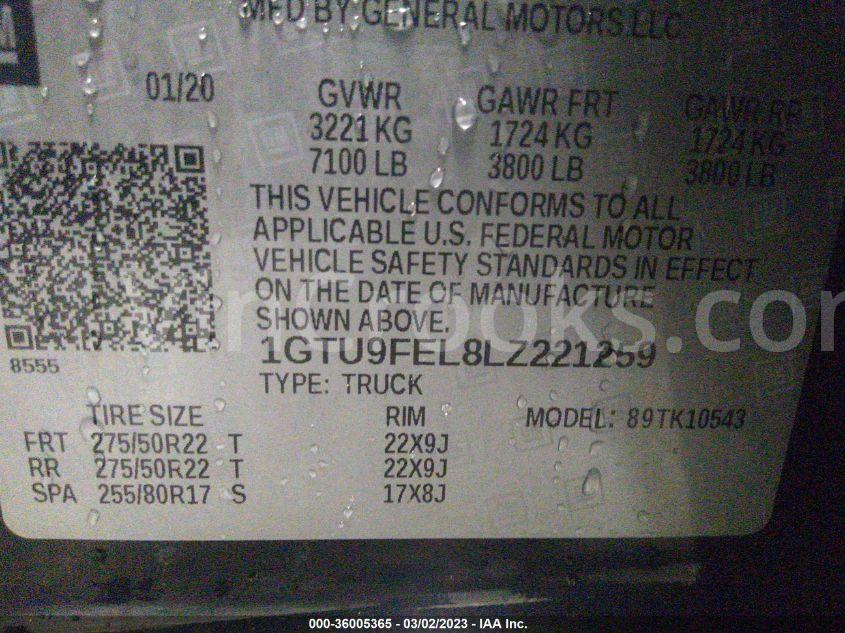 MFD BY GENERAL MOTORS LLC
01/20 GVWR GAWR FRT GAWR RR
3221 KG 1724 KG 1724 KG
7100 LB 3800 LB 3800 LB
THIS VEHICLE CONFORMS TO ALL
APPLICABLE U.S. FEDERAL MOTOR
VEHICLE SAFETY STANDARDS IN EFFECT
ON THE DATE OF MANUFACTURE
SHOWN ABOVE.
1GTU9FEL8LZ221259
8555
TYPE: TRUCK
TIRE SIZE RIM MODEL: 89TK10543
FRT 275/50R22 T 22X9J
RR 275/50R22 T 22X9J
SPA 255/80R17 S 17X8J
000-36005365 - 03/02/2023 - IAA Inc.